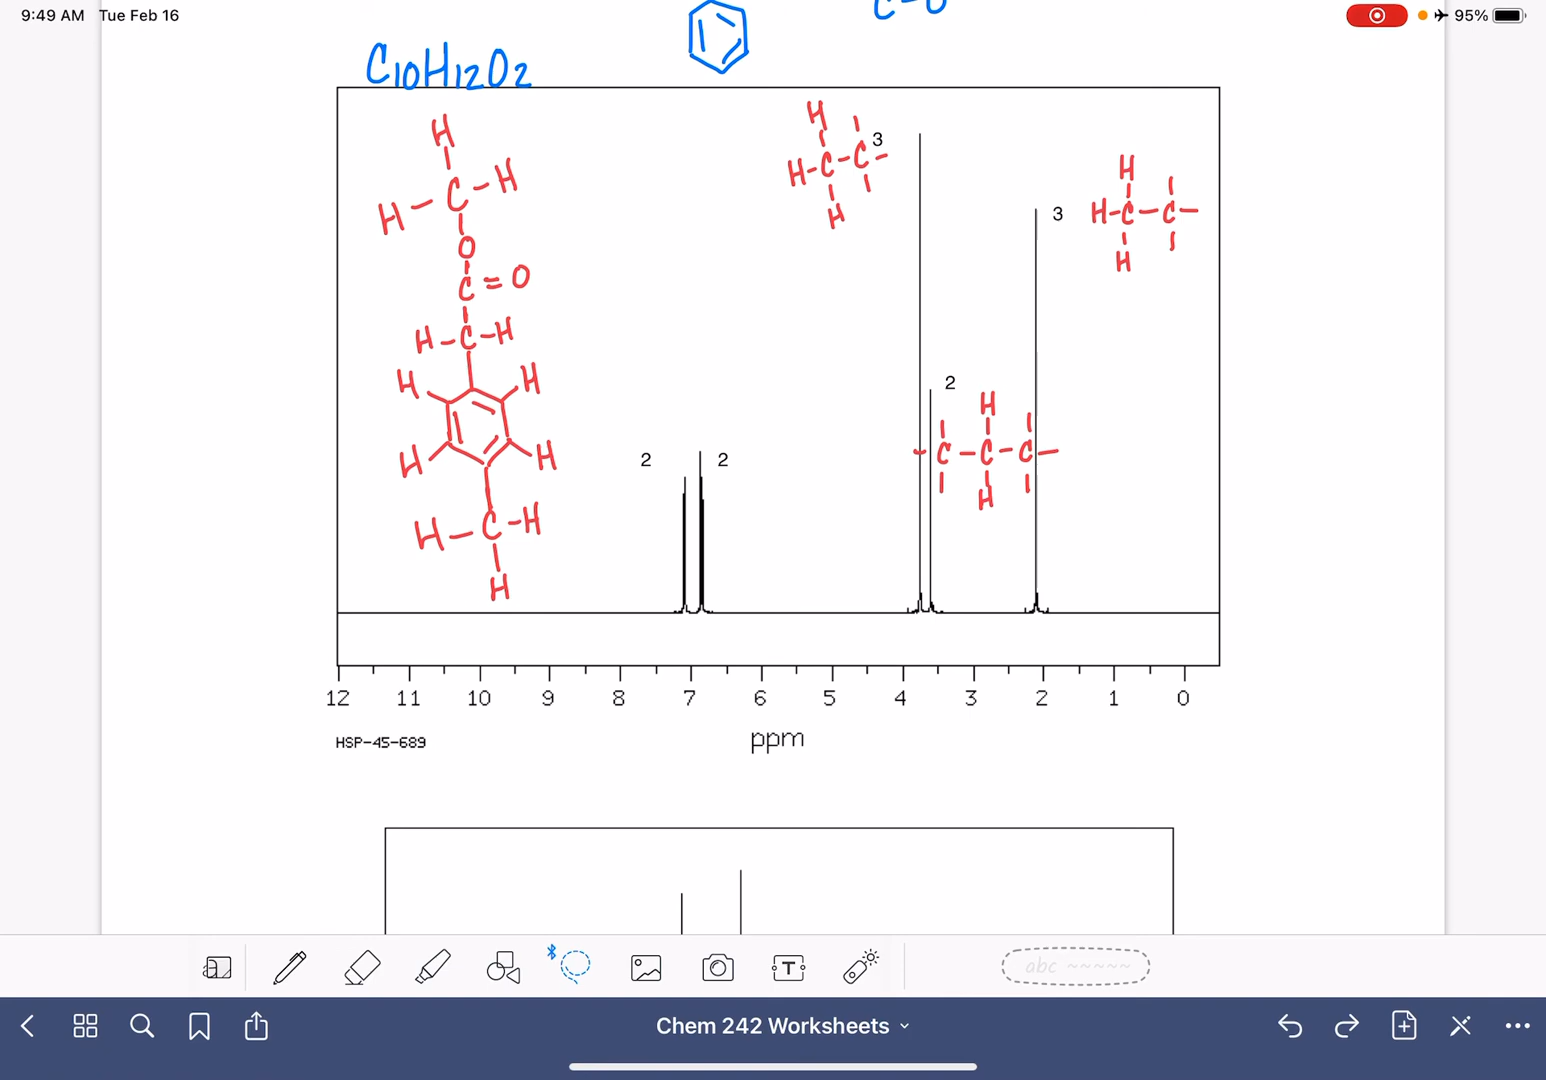 9:49 AM Tue Feb 16
95%
C-O
C10H12O2
H
H-C-H
O
C=O
H-C-H
H H
H H
H-C-H
H
H
H-C-C-
H
3
H
H-C-C-
H
3
2
H
-C-C-C-
H
2 2
12 11 10 9 8 7 6 5 4 3 2 1 0
HSP-45-689
ppm
a
T
abc
Chem 242 Worksheets